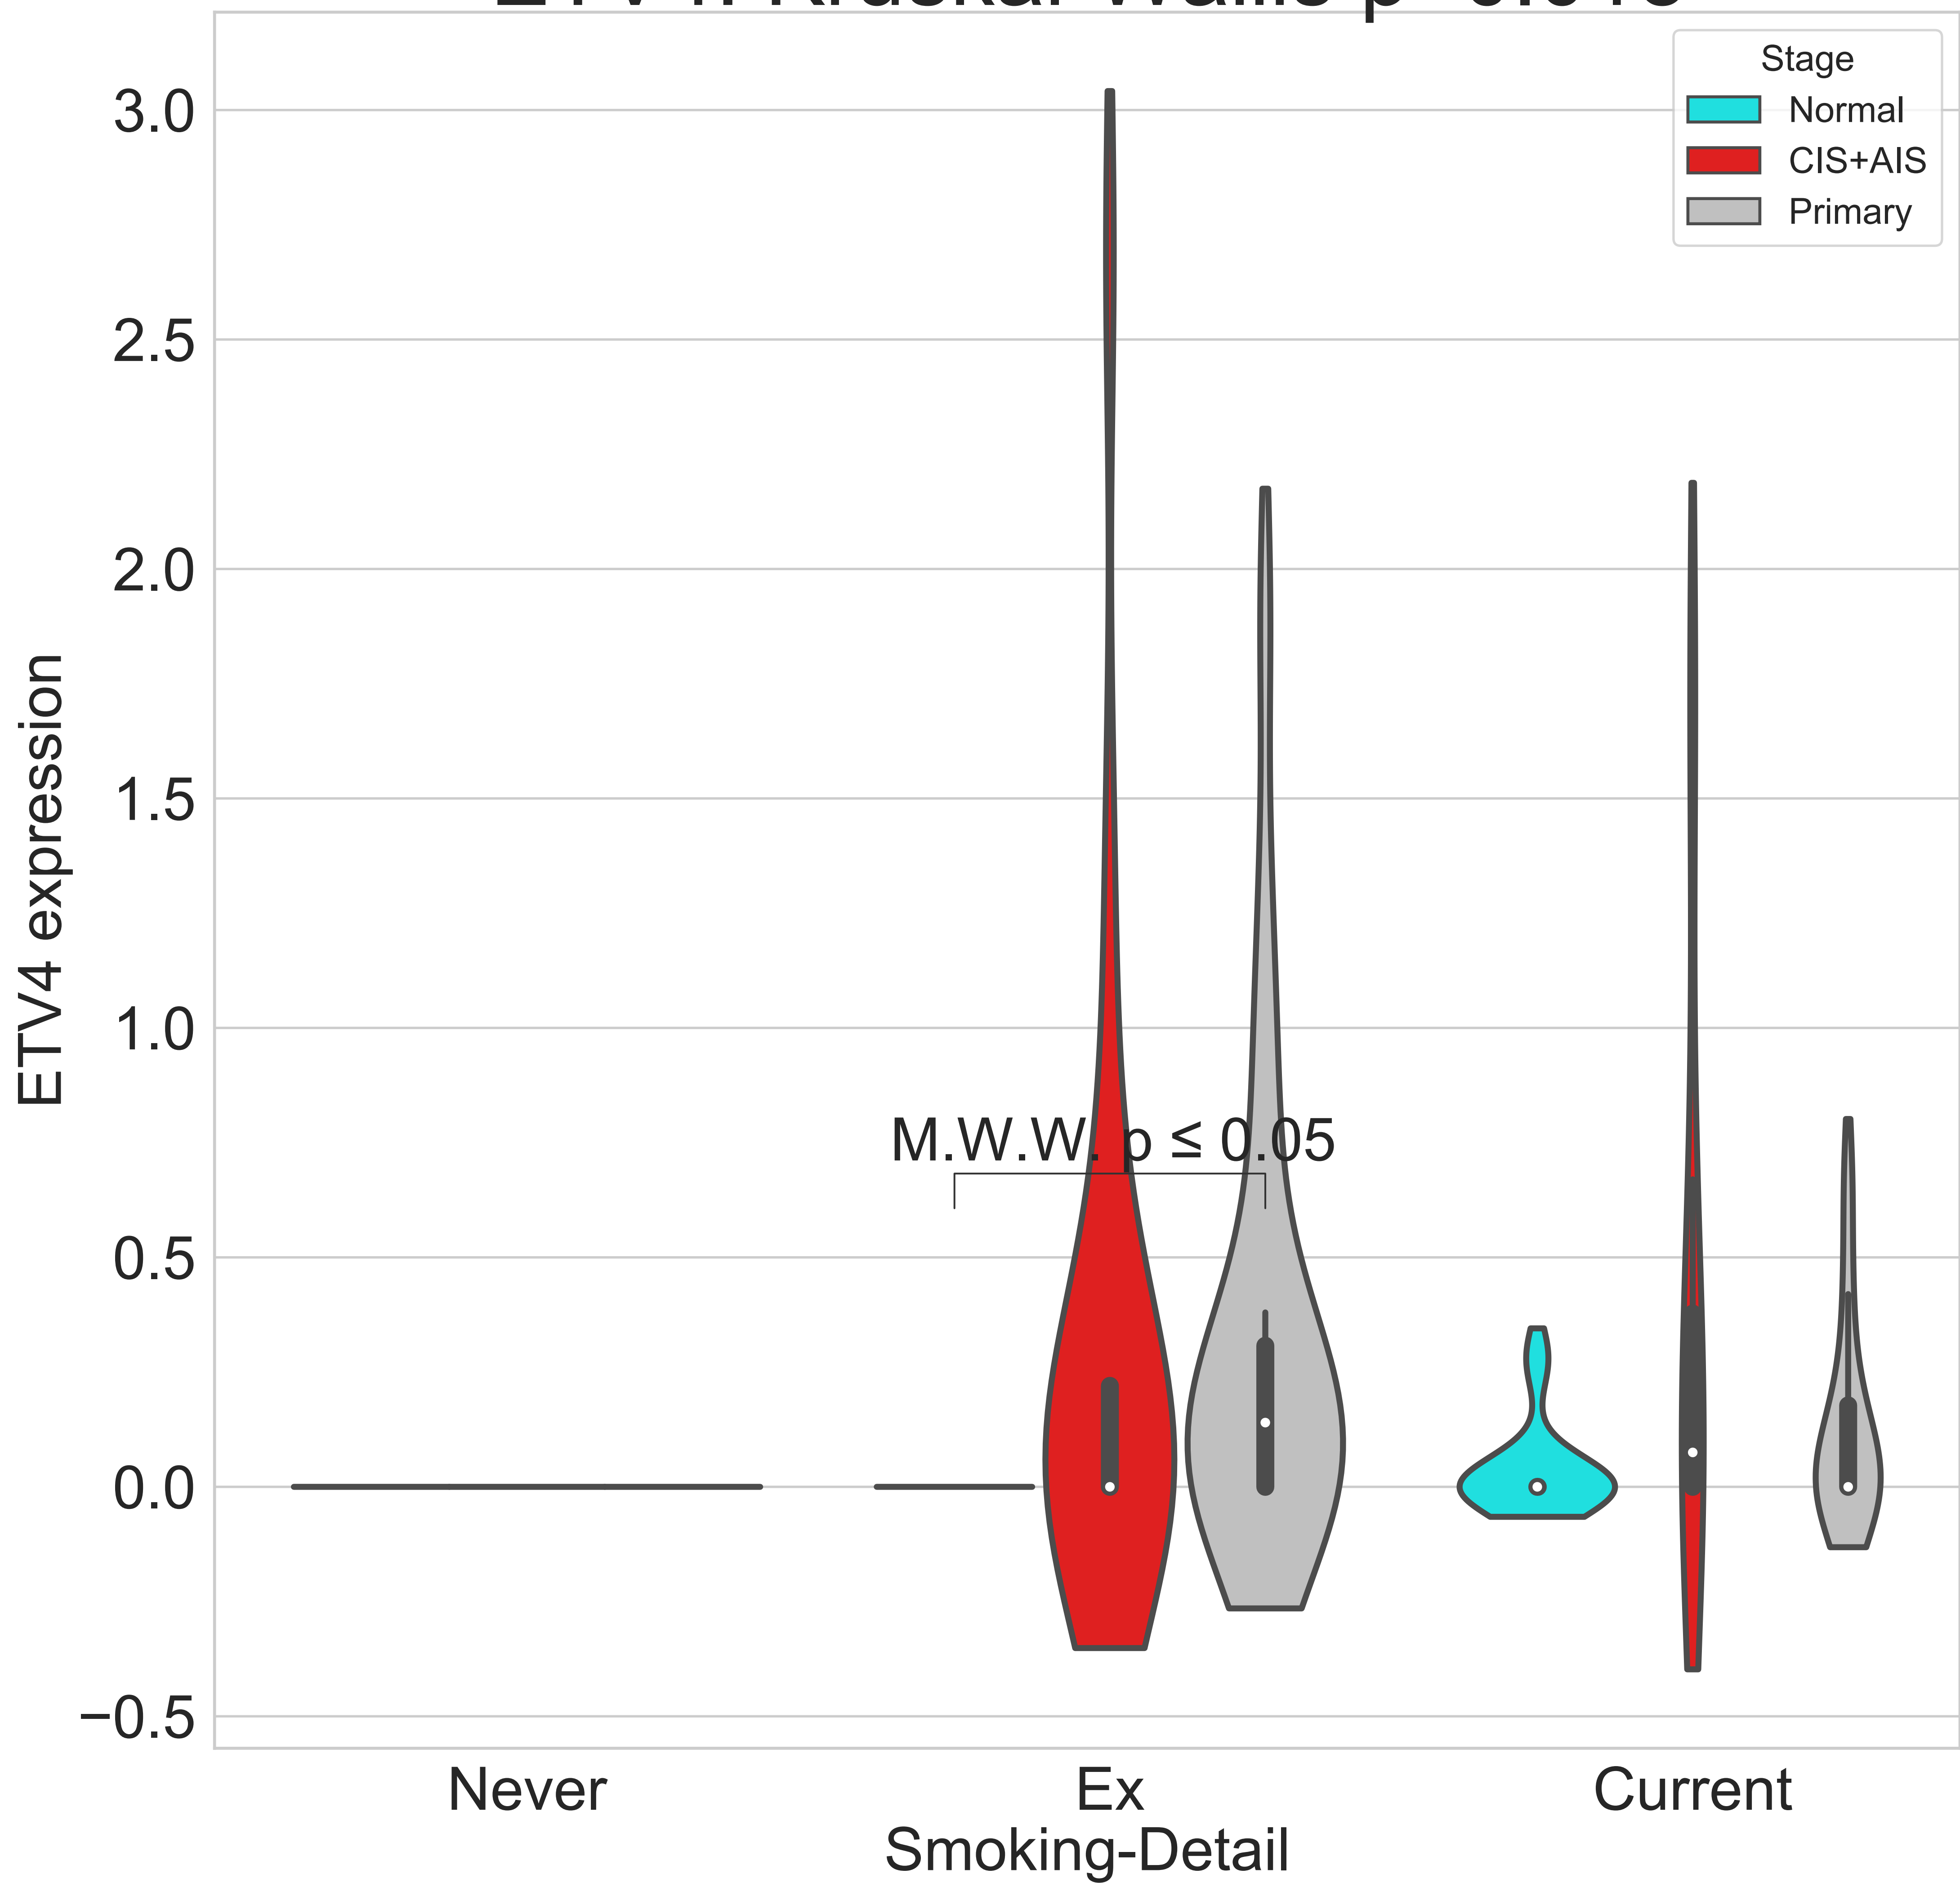 3.0
2.5
2.0
1.5
1.0
0.5
0.0
−0.5
ETV4 expression
Stage
Normal
CIS+AIS
Primary
M.W.W. p ≤ 0.05
Never
Ex
Current
Smoking-Detail